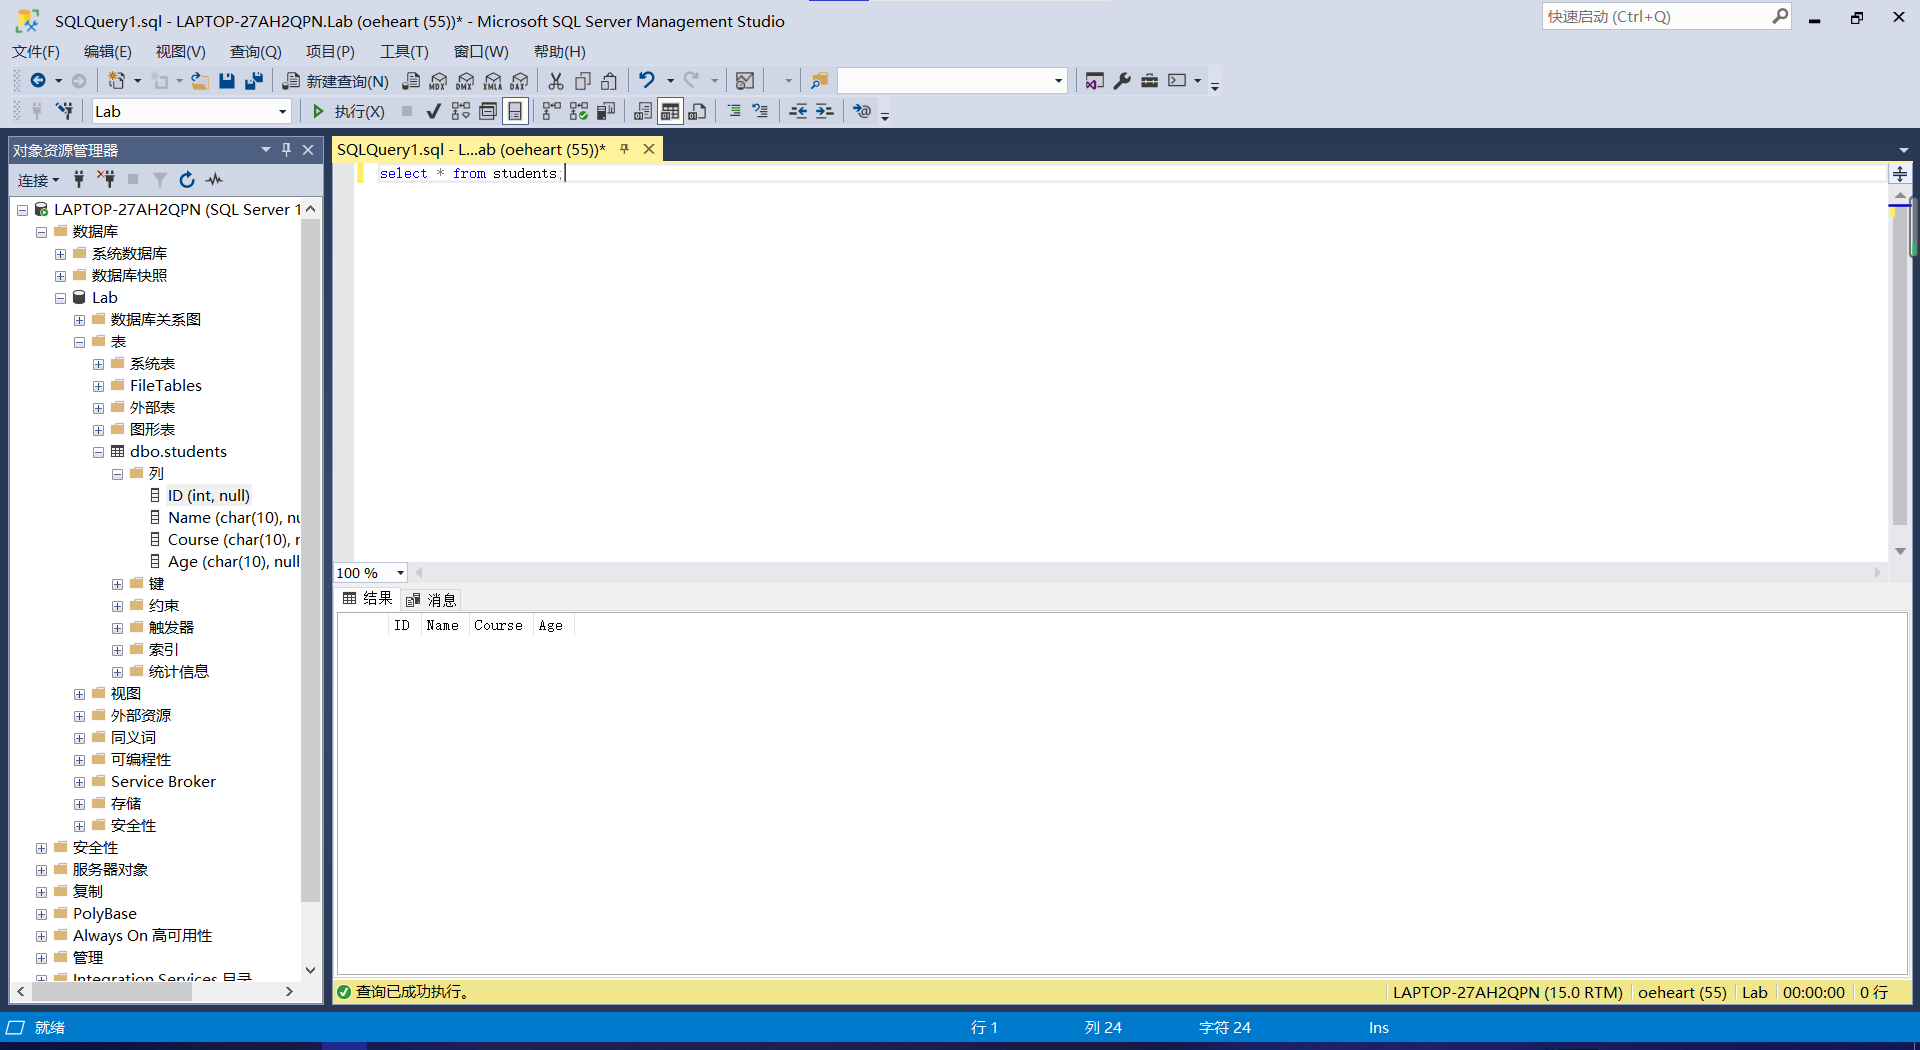 SQLQuery1.sql - LAPTOP-27AH2QPN.Lab (oeheart (55))* - Microsoft SQL Server Management Studio
快速启动 (Ctrl+Q)
文件(F) 编辑(E) 视图(V) 查询(Q) 项目(P) 工具(T) 窗口(W) 帮助(H)
新建查询(N) MDX DMX XMLA DAX
Lab 执行(X)
对象资源管理器
连接
LAPTOP-27AH2QPN (SQL Server 1
数据库
系统数据库
数据库快照
Lab
数据库关系图
表
系统表
FileTables
外部表
图形表
dbo.students
列
ID (int, null)
Name (char(10), nu
Course (char(10), r
Age (char(10), null
键
约束
触发器
索引
统计信息
视图
外部资源
同义词
可编程性
Service Broker
存储
安全性
安全性
服务器对象
复制
PolyBase
Always On 高可用性
管理
Integration Services 目录
SQLQuery1.sql - L...ab (oeheart (55))*
select * from students;
100 %
结果 消息
ID Name Course Age
查询已成功执行。 LAPTOP-27AH2QPN (15.0 RTM) oeheart (55) Lab 00:00:00 0 行
就绪 行 1 列 24 字符 24 Ins